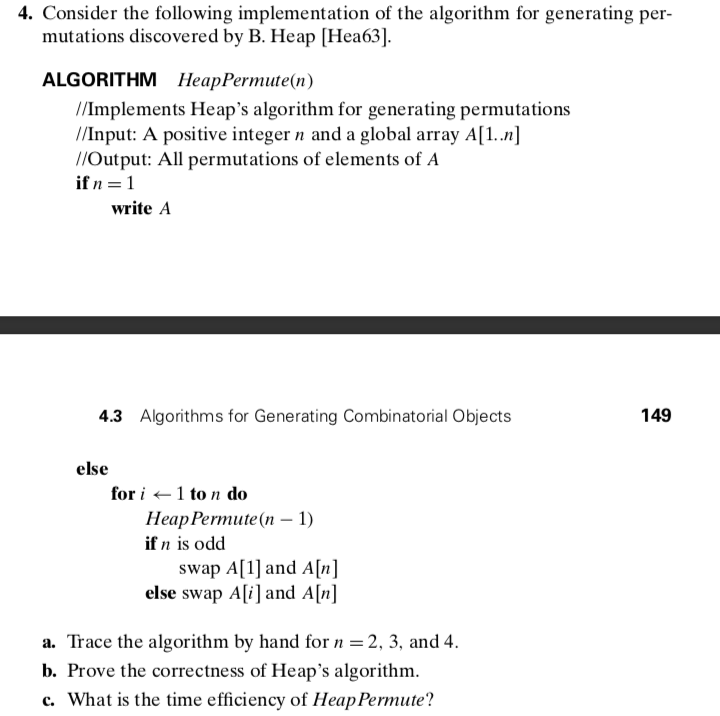 4. Consider the following implementation of the algorithm for generating per-
mutations discovered by B. Heap [Hea63].
ALGORITHM HeapPermute(n)
//Implements Heap's algorithm for generating permutations
//Input: A positive integer n and a global array A[1..n]
//Output: All permutations of elements of A
if n = 1
write A
4.3 Algorithms for Generating Combinatorial Objects 149
else
for i ← 1 to n do
HeapPermute(n − 1)
if n is odd
swap A[1] and A[n]
else swap A[i] and A[n]
a. Trace the algorithm by hand for n = 2, 3, and 4.
b. Prove the correctness of Heap's algorithm.
c. What is the time efficiency of HeapPermute?